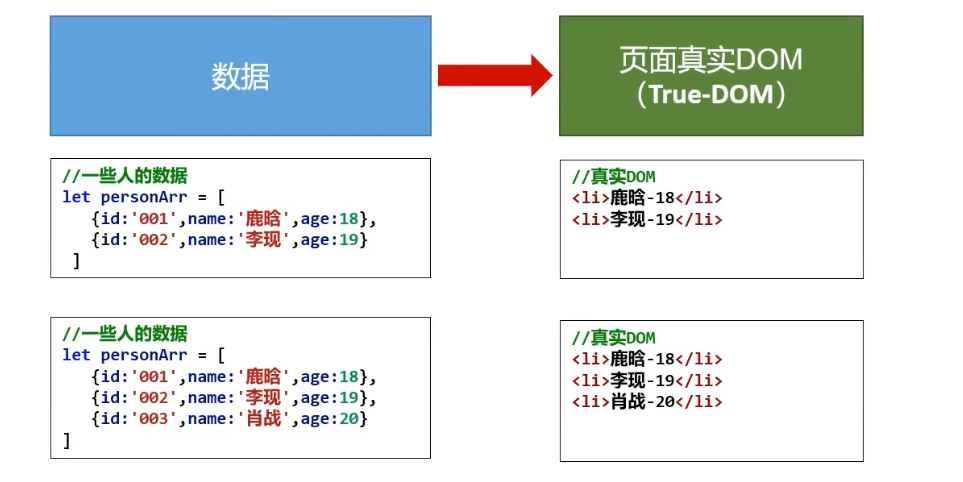 数据
页面真实DOM
（True-DOM）
//一些人的数据
let personArr = [
{id:'001',name:'鹿晗',age:18},
{id:'002',name:'李现',age:19}
]
//真实DOM
<li>鹿晗-18</li>
<li>李现-19</li>
//一些人的数据
let personArr = [
{id:'001',name:'鹿晗',age:18},
{id:'002',name:'李现',age:19},
{id:'003',name:'肖战',age:20}
]
//真实DOM
<li>鹿晗-18</li>
<li>李现-19</li>
<li>肖战-20</li>